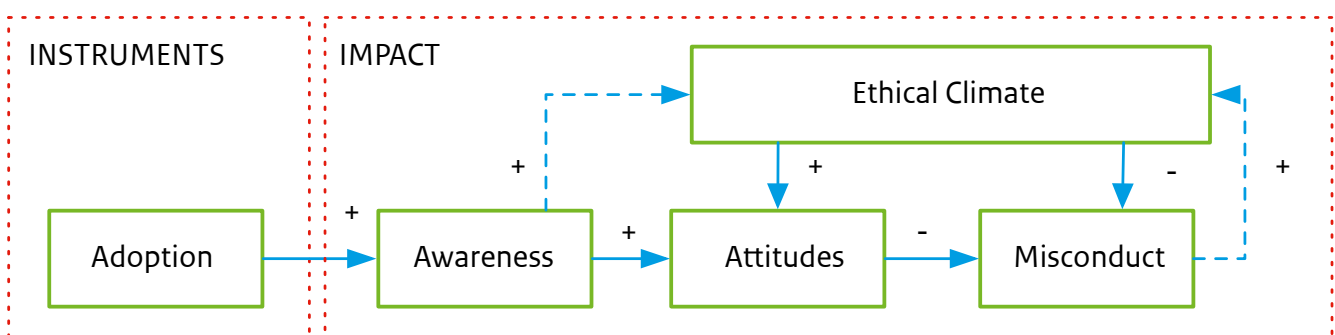 INSTRUMENTS
IMPACT
Ethical Climate
+
+
-
+
+
+
-
Adoption
Awareness
Attitudes
Misconduct